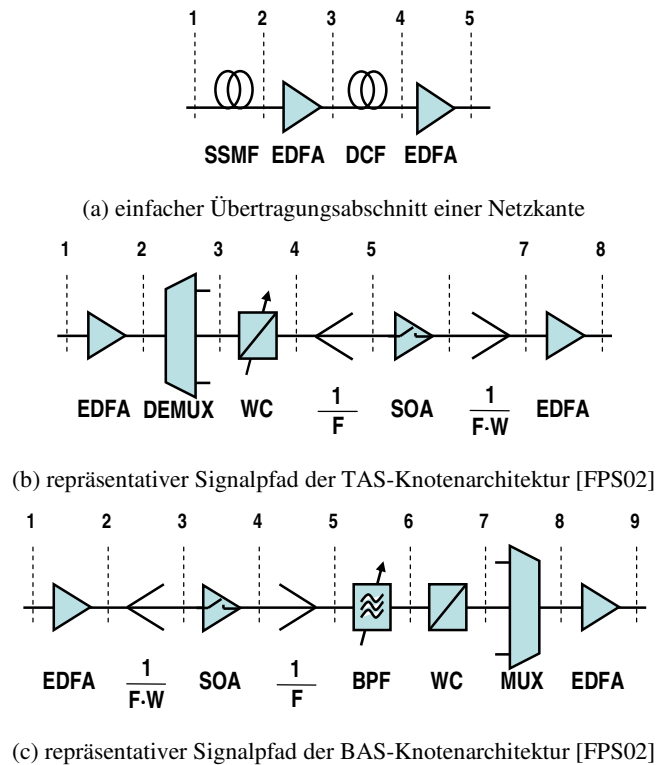 1 2 3 4 5
SSMF EDFA DCF EDFA
(a) einfacher Übertragungsabschnitt einer Netzkante
1 2 3 4 5 7 8
EDFA DEMUX WC 1/F SOA 1/F·W EDFA
(b) repräsentativer Signalpfad der TAS-Knotenarchitektur [FPS02]
1 2 3 4 5 6 7 8 9
EDFA 1/F·W SOA 1/F BPF WC MUX EDFA
(c) repräsentativer Signalpfad der BAS-Knotenarchitektur [FPS02]